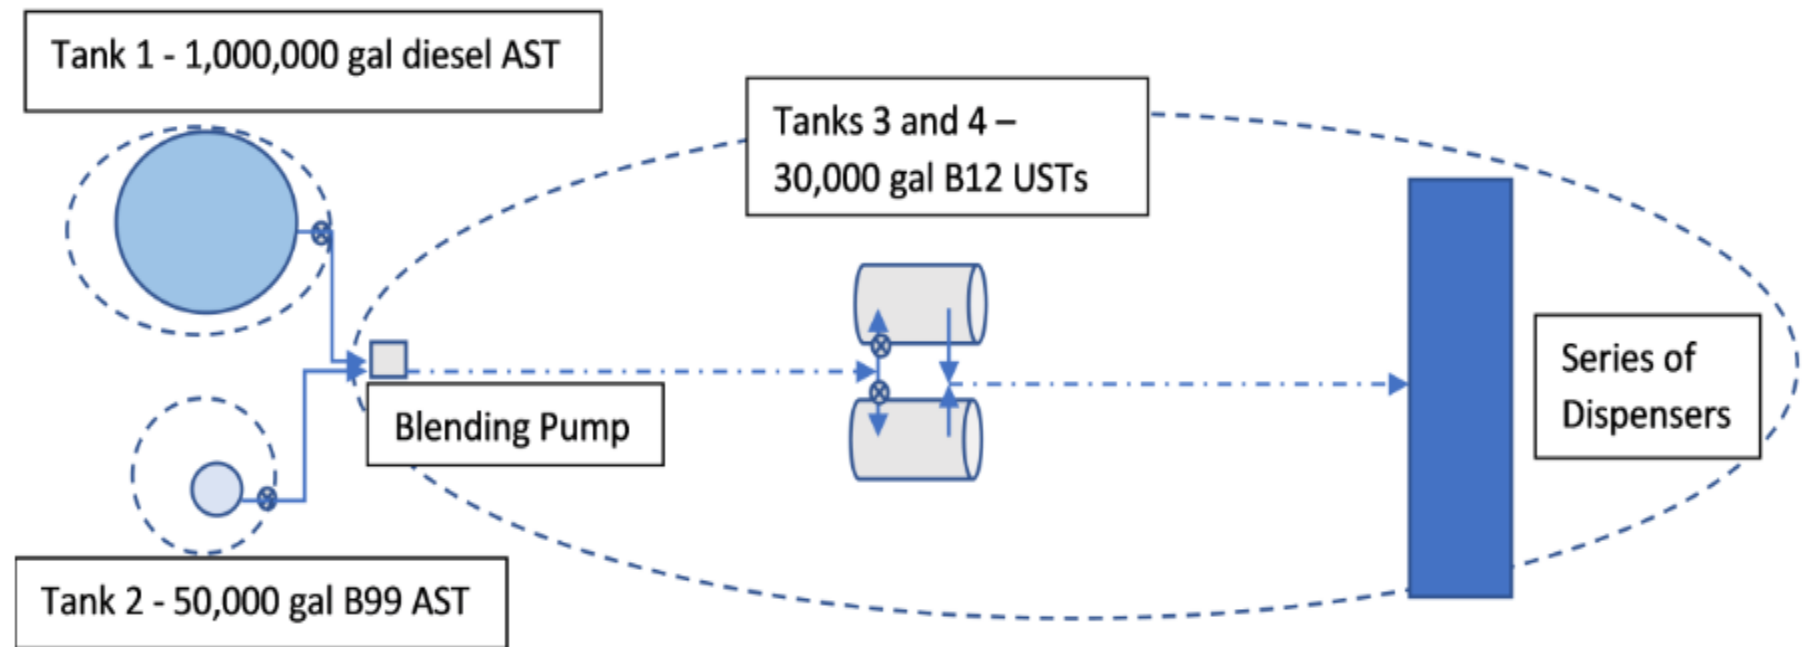 Tank 1 - 1,000,000 gal diesel AST
Tanks 3 and 4 –
30,000 gal B12 USTs
Blending Pump
Series of
Dispensers
Tank 2 - 50,000 gal B99 AST